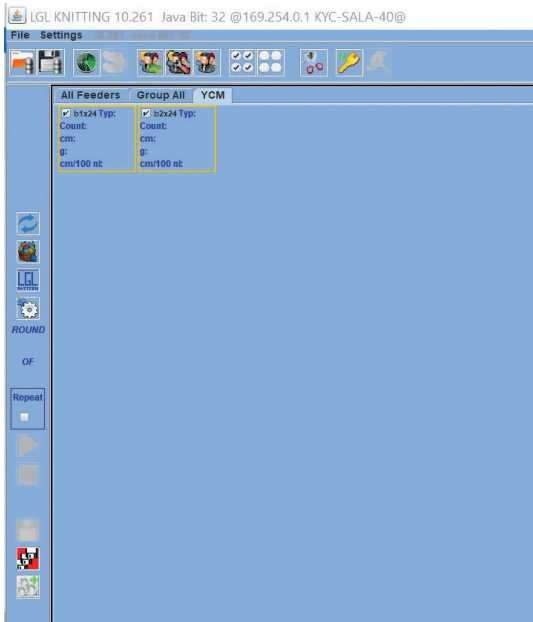 LGL KNITTING 10.261 Java Bit: 32 @169.254.0.1 KYC-SALA-40@
File Settings
All Feeders Group All YCM
b1x24 Typ: b2x24 Typ:
Count: Count:
cm: cm:
g: g:
cm/100 nl: cm/100 nl:
LGL
PATTERN
ROUND
OF
Repeat